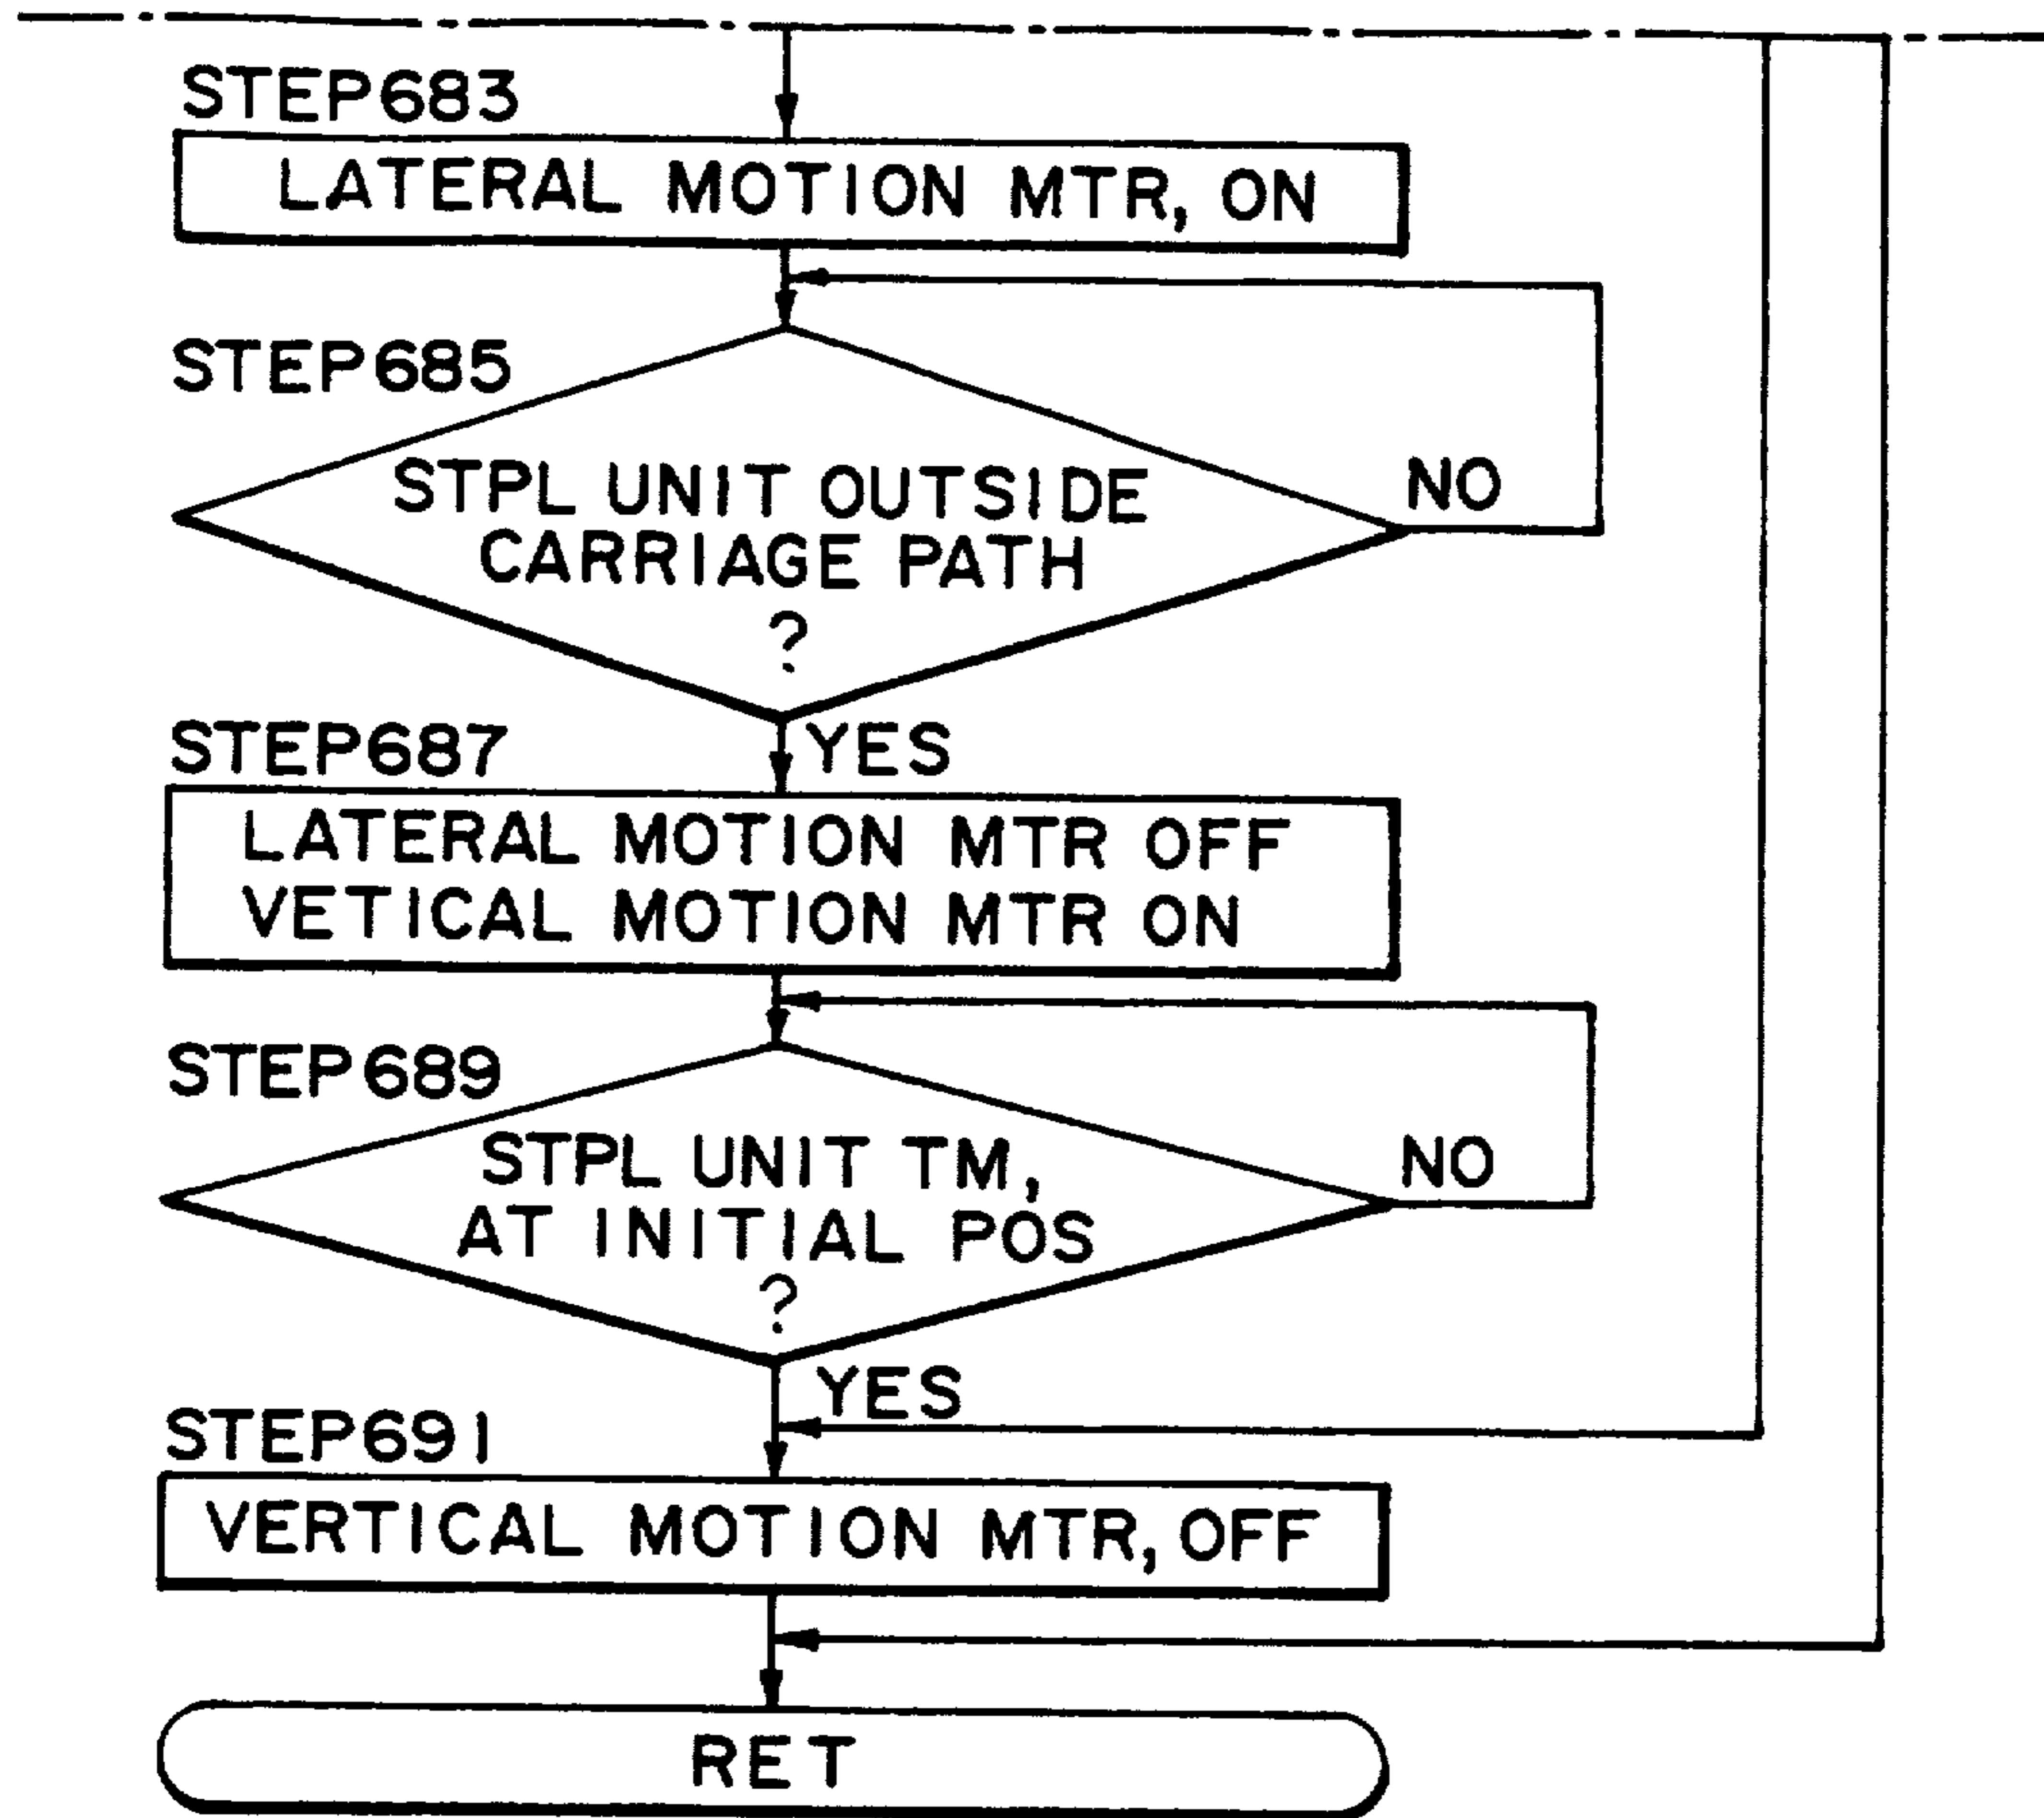 STEP683
LATERAL MOTION MTR, ON
STEP685
STPL UNIT OUTSIDE
CARRIAGE PATH
?
NO
YES
STEP687
LATERAL MOTION MTR OFF
VETICAL MOTION MTR ON
STEP689
STPL UNIT TM,
AT INITIAL POS
?
NO
YES
STEP691
VERTICAL MOTION MTR, OFF
RET